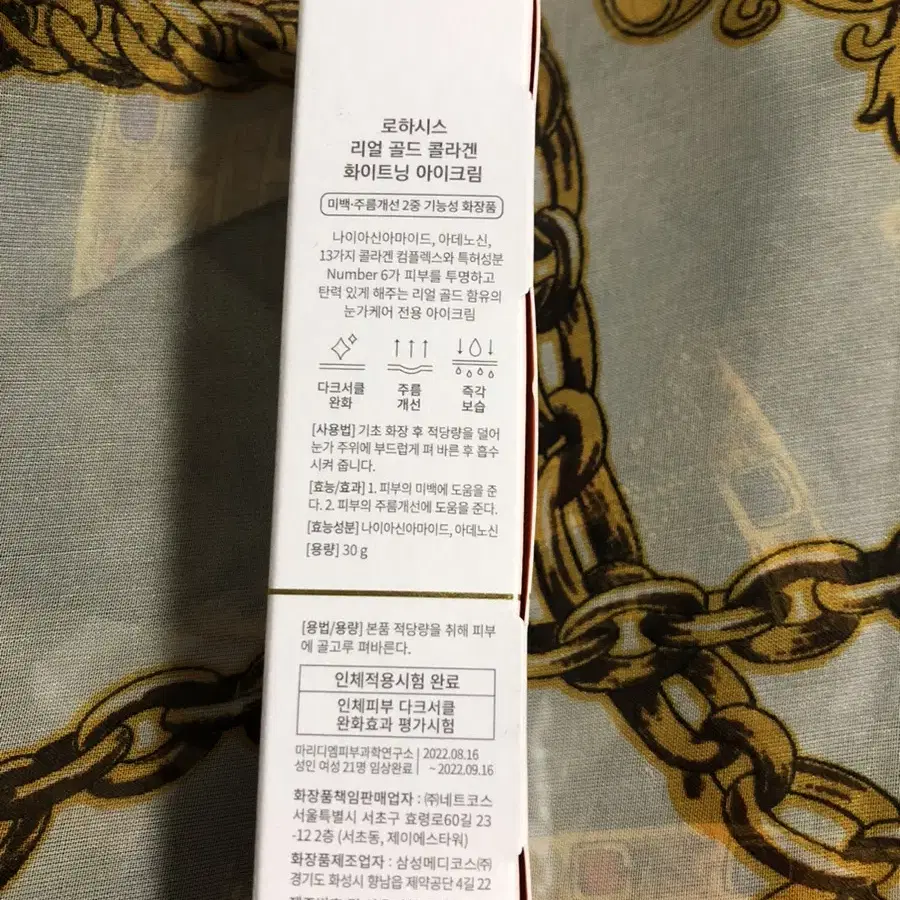 로하시스
리얼 골드 콜라겐
화이트닝 아이크림
미백·주름개선 2중 기능성 화장품
나이아신아마이드, 아데노신,
13가지 콜라겐 컴플렉스와 특허성분
Number 6가 피부를 투명하고
탄력 있게 해주는 리얼 골드 함유의
눈가케어 전용 아이크림
다크서클 주름 즉각
완화 개선 보습
[사용법] 기초 화장 후 적당량을 덜어
눈가 주위에 부드럽게 펴 바른 후 흡수
시켜 줍니다.
[효능/효과] 1. 피부의 미백에 도움을 준
다. 2. 피부의 주름개선에 도움을 준다.
[효능성분] 나이아신아마이드, 아데노신
[용량] 30 g
[용법/용량] 본품 적당량을 취해 피부
에 골고루 펴바른다.
인체적용시험 완료
인체피부 다크서클
완화효과 평가시험
마리디엠피부과학연구소 | 2022.08.16
성인 여성 21명 임상완료 | ~ 2022.09.16
화장품책임판매업자 : ㈜네트코스
서울특별시 서초구 효령로60길 23
-12 2층 (서초동, 제이에스타워)
화장품제조업자 : 삼성메디코스㈜
경기도 화성시 향남읍 제약공단 4길 22